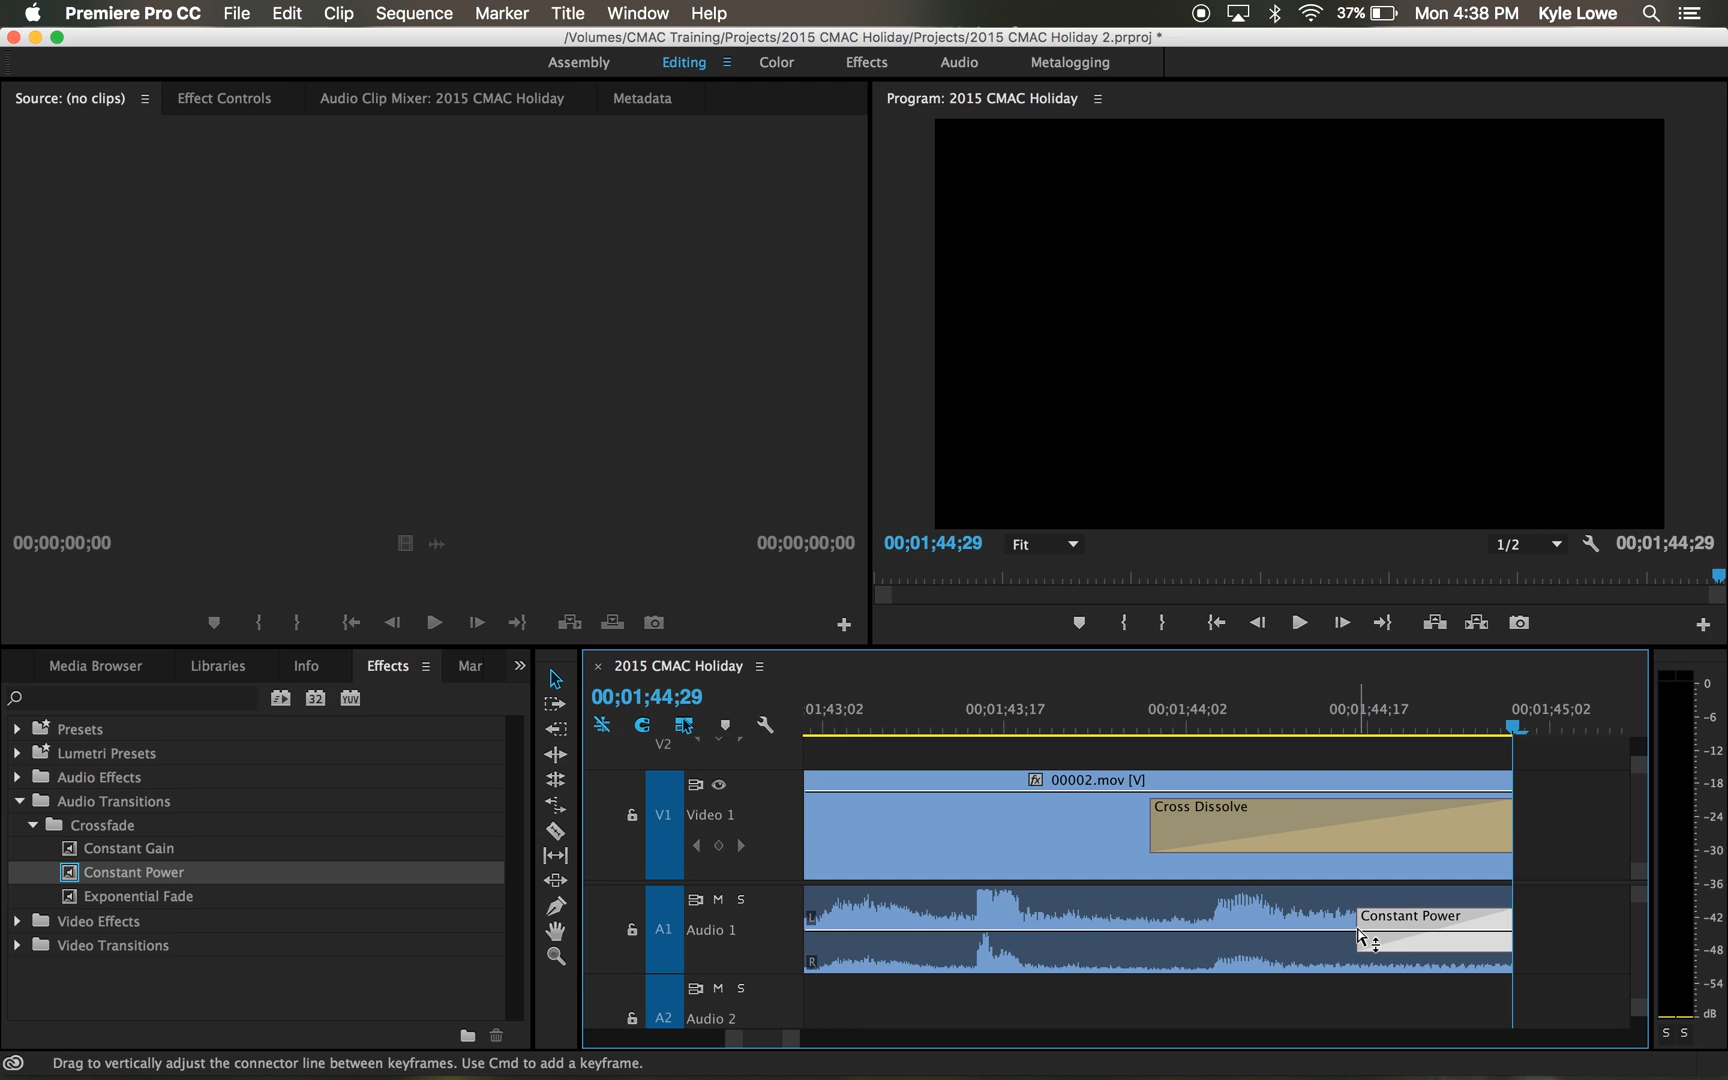 Premiere Pro CC File Edit Clip Sequence Marker Title Window Help 37% Mon 4:38 PM Kyle Lowe
/Volumes/CMAC Training/Projects/2015 CMAC Holiday/Projects/2015 CMAC Holiday 2.prproj *
Assembly Editing Color Effects Audio Metalogging
Source: (no clips) Effect Controls Audio Clip Mixer: 2015 CMAC Holiday Metadata
Program: 2015 CMAC Holiday
00;00;00;00 00;00;00;00
00;01;44;29 Fit 1/2 00;01;44;29
Media Browser Libraries Info Effects Mar
32 YUV
Presets
Lumetri Presets
Audio Effects
Audio Transitions
Crossfade
Constant Gain
Constant Power
Exponential Fade
Video Effects
Video Transitions
2015 CMAC Holiday
00;01;44;29
01;43;02 00;01;43;17 00;01;44;02 00;01;44;17 00;01;45;02
V2
fx 00002.mov [V]
V1 Video 1
Cross Dissolve
M S
A1 Audio 1
L
Constant Power
R
M S
A2 Audio 2
0
-6
-12
-18
-24
-30
-36
-42
-48
-54
dB
S S
Drag to vertically adjust the connector line between keyframes. Use Cmd to add a keyframe.